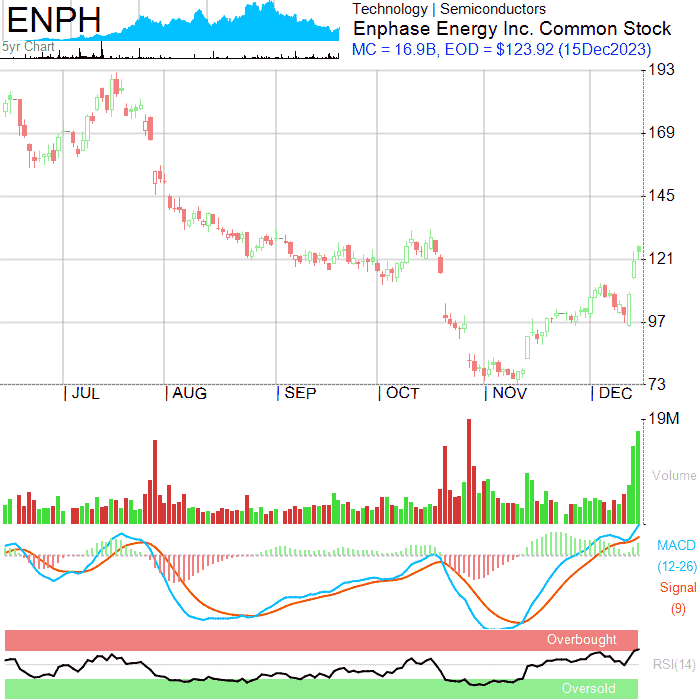 ENPH
5yr Chart
Technology | Semiconductors
Enphase Energy Inc. Common Stock
MC = 16.9B, EOD = $123.92 (15Dec2023)
193
169
145
121
97
73
JUL AUG SEP OCT NOV DEC
19M
Volume
MACD
(12-26)
Signal
(9)
Overbought
RSI(14)
Oversold